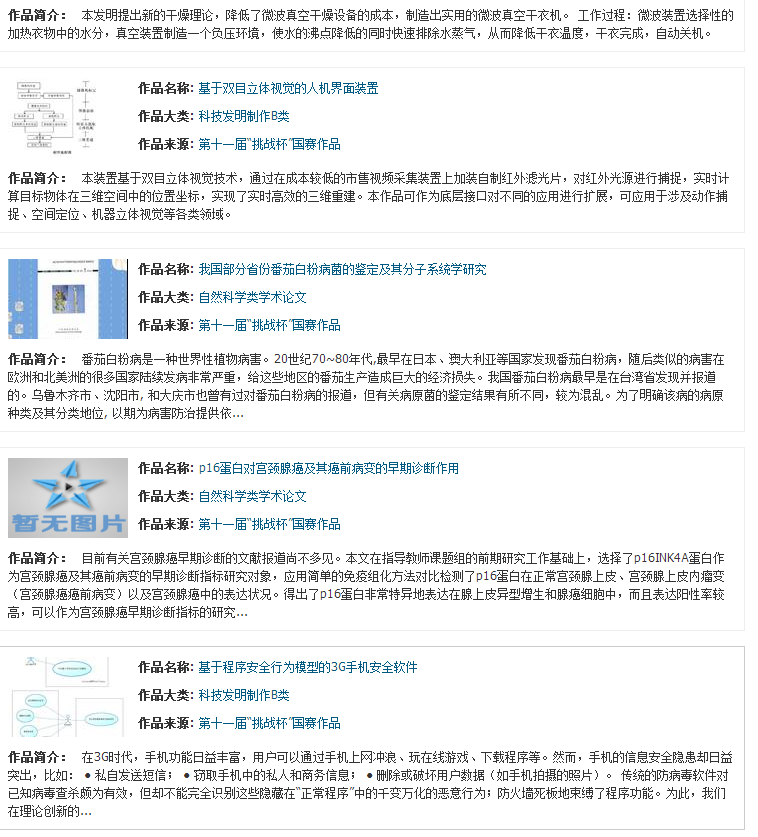 作品简介： 本发明提出新的干燥理论，降低了微波真空干燥设备的成本，制造出实用的微波真空干衣机。 工作过程：微波装置选择性的
加热衣物中的水分，真空装置制造一个负压环境，使水的沸点降低的同时快速排除水蒸气，从而降低干衣温度，干衣完成，自动关机。
作品名称: 基于双目立体视觉的人机界面装置
作品大类: 科技发明制作B类
作品来源: 第十一届“挑战杯”国赛作品
作品简介： 本装置基于双目立体视觉技术，通过在成本较低的市售视频采集装置上加装自制红外滤光片，对红外光源进行捕捉，实时计
算目标物体在三维空间中的位置坐标，实现了实时高效的三维重建。本作品可作为底层接口对不同的应用进行扩展，可应用于涉及动作捕
捉、空间定位、机器立体视觉等各类领域。
作品名称: 我国部分省份番茄白粉病菌的鉴定及其分子系统学研究
作品大类: 自然科学类学术论文
作品来源: 第十一届“挑战杯”国赛作品
作品简介： 番茄白粉病是一种世界性植物病害。20世纪70~80年代,最早在日本、澳大利亚等国家发现番茄白粉病，随后类似的病害在
欧洲和北美洲的很多国家陆续发病非常严重，给这些地区的番茄生产造成巨大的经济损失。我国番茄白粉病最早是在台湾省发现并报道
的。乌鲁木齐市、沈阳市, 和大庆市也曾有过对番茄白粉病的报道，但有关病原菌的鉴定结果有所不同，较为混乱。为了明确该病的病原
种类及其分类地位, 以期为病害防治提供依...
暂无图片
作品名称: p16蛋白对宫颈腺癌及其癌前病变的早期诊断作用
作品大类: 自然科学类学术论文
作品来源: 第十一届“挑战杯”国赛作品
作品简介： 目前有关宫颈腺癌早期诊断的文献报道尚不多见。本文在指导教师课题组的前期研究工作基础上，选择了p16INK4A蛋白作
为宫颈腺癌及其癌前病变的早期诊断指标研究对象，应用简单的免疫组化方法对比检测了p16蛋白在正常宫颈腺上皮、宫颈腺上皮内瘤变
（宫颈腺癌癌前病变）以及宫颈腺癌中的表达状况。得出了p16蛋白非常特异地表达在腺上皮异型增生和腺癌细胞中，而且表达阳性率较
高，可以作为宫颈腺癌早期诊断指标的研究...
作品名称: 基于程序安全行为模型的3G手机安全软件
作品大类: 科技发明制作B类
作品来源: 第十一届“挑战杯”国赛作品
作品简介： 在3G时代，手机功能日益丰富，用户可以通过手机上网冲浪、玩在线游戏、下载程序等。然而，手机的信息安全隐患却日益
突出，比如： ●私自发送短信； ●窃取手机中的私人和商务信息； ●删除或破坏用户数据（如手机拍摄的照片）。 传统的防病毒软件对
已知病毒查杀颇为有效，但却不能完全识别这些隐藏在“正常程序”中的千变万化的恶意行为；防火墙死板地束缚了程序功能。为此，我们
在理论创新的...